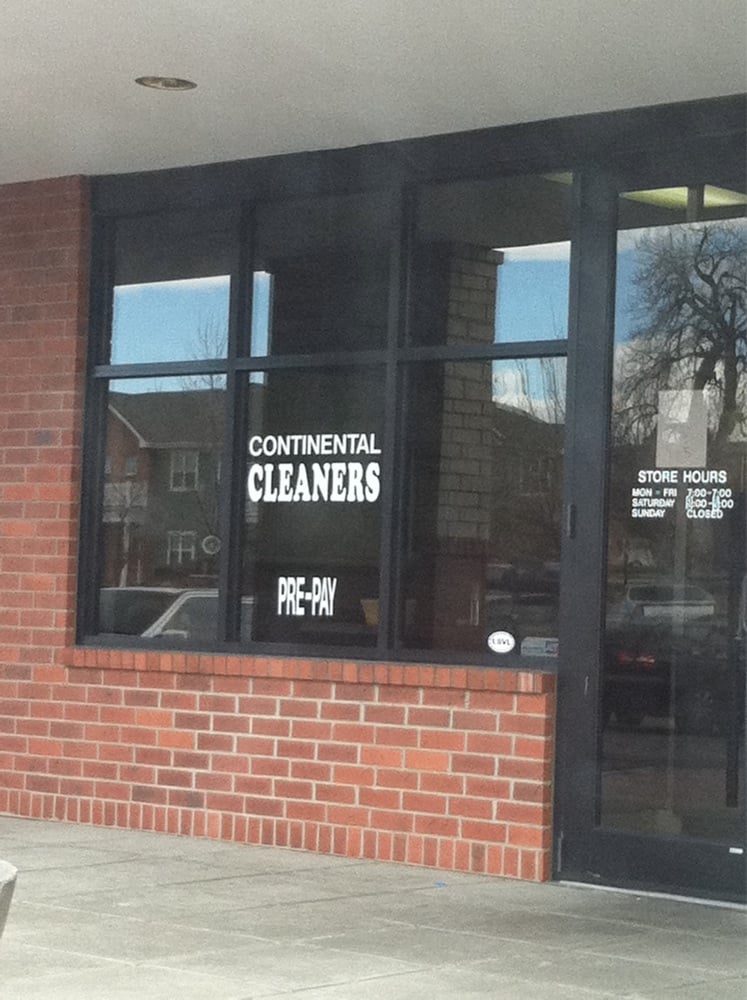 CONTINENTAL
CLEANERS
PRE-PAY
STORE HOURS
MON - FRI 7:00-7:00
SATURDAY
SUNDAY CLOSED